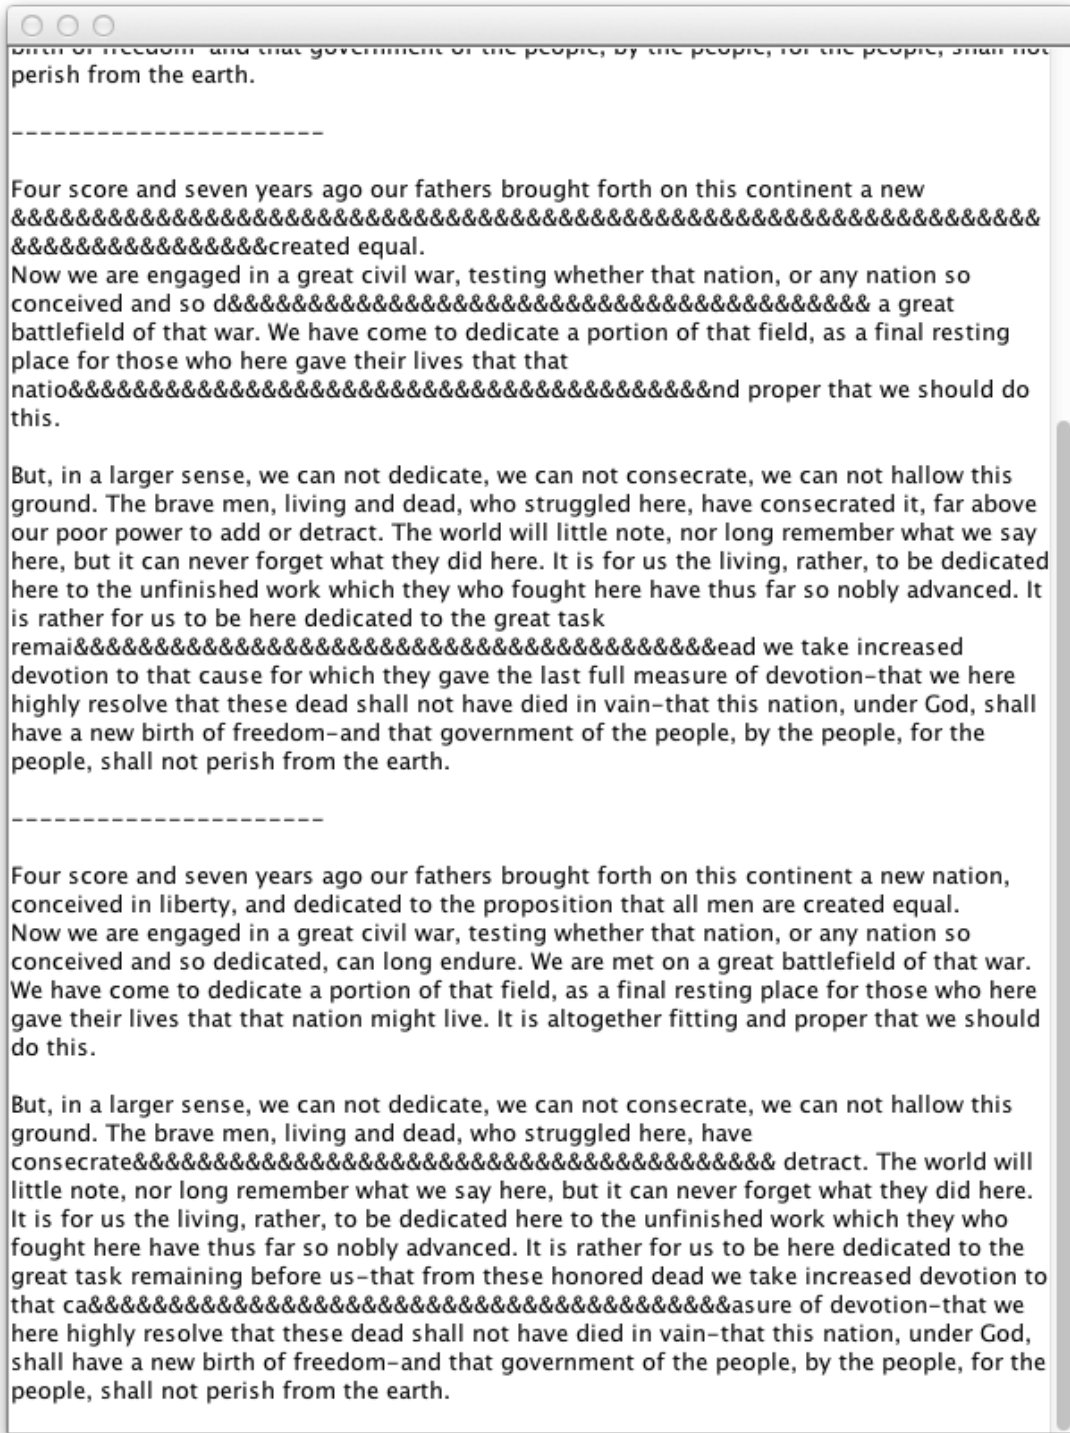 birth of freedom–and that government of the people, by the people, for the people, shall not
perish from the earth.
----------------------
Four score and seven years ago our fathers brought forth on this continent a new
&&&&&&&&&&&&&&&&&&&&&&&&&&&&&&&&&&&&&&&&&&&&&&&&&&&&&&&&&&&&&&&&
&&&&&&&&&&&&&&&&created equal.
Now we are engaged in a great civil war, testing whether that nation, or any nation so
conceived and so d&&&&&&&&&&&&&&&&&&&&&&&&&&&&&&&&&&&&&&&& a great
battlefield of that war. We have come to dedicate a portion of that field, as a final resting
place for those who here gave their lives that that
natio&&&&&&&&&&&&&&&&&&&&&&&&&&&&&&&&&&&&&&&&nd proper that we should do
this.
But, in a larger sense, we can not dedicate, we can not consecrate, we can not hallow this
ground. The brave men, living and dead, who struggled here, have consecrated it, far above
our poor power to add or detract. The world will little note, nor long remember what we say
here, but it can never forget what they did here. It is for us the living, rather, to be dedicated
here to the unfinished work which they who fought here have thus far so nobly advanced. It
is rather for us to be here dedicated to the great task
remai&&&&&&&&&&&&&&&&&&&&&&&&&&&&&&&&&&&&&&&&ead we take increased
devotion to that cause for which they gave the last full measure of devotion–that we here
highly resolve that these dead shall not have died in vain–that this nation, under God, shall
have a new birth of freedom–and that government of the people, by the people, for the
people, shall not perish from the earth.
----------------------
Four score and seven years ago our fathers brought forth on this continent a new nation,
conceived in liberty, and dedicated to the proposition that all men are created equal.
Now we are engaged in a great civil war, testing whether that nation, or any nation so
conceived and so dedicated, can long endure. We are met on a great battlefield of that war.
We have come to dedicate a portion of that field, as a final resting place for those who here
gave their lives that that nation might live. It is altogether fitting and proper that we should
do this.
But, in a larger sense, we can not dedicate, we can not consecrate, we can not hallow this
ground. The brave men, living and dead, who struggled here, have
consecrate&&&&&&&&&&&&&&&&&&&&&&&&&&&&&&&&&&&&&&&& detract. The world will
little note, nor long remember what we say here, but it can never forget what they did here.
It is for us the living, rather, to be dedicated here to the unfinished work which they who
fought here have thus far so nobly advanced. It is rather for us to be here dedicated to the
great task remaining before us–that from these honored dead we take increased devotion to
that ca&&&&&&&&&&&&&&&&&&&&&&&&&&&&&&&&&&&&&&&&asure of devotion–that we
here highly resolve that these dead shall not have died in vain–that this nation, under God,
shall have a new birth of freedom–and that government of the people, by the people, for the
people, shall not perish from the earth.